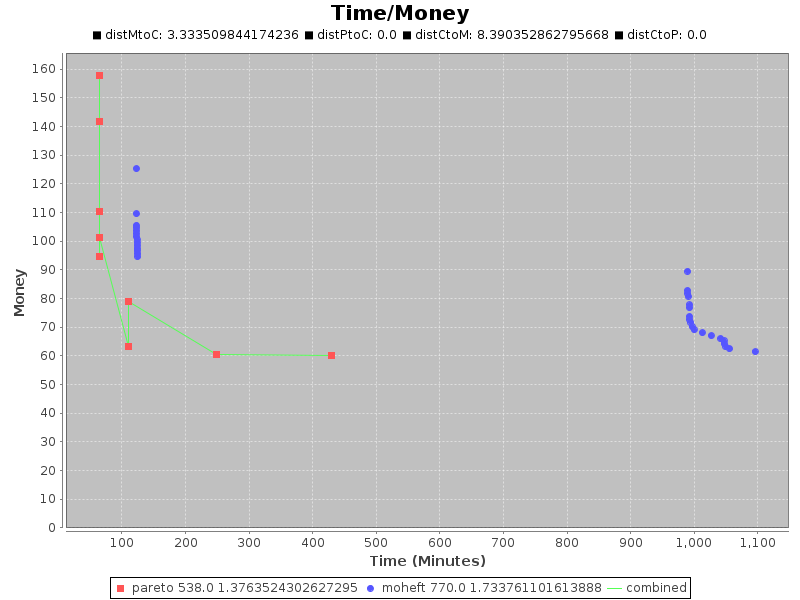 Time/Money
distMtoC: 3.333509844174236 distPtoC: 0.0 distCtoM: 8.390352862795668 distCtoP: 0.0
160
150
140
130
120
110
100
90
80
70
60
50
40
30
20
10
0
Money
100 200 300 400 500 600 700 800 900 1,000 1,100
Time (Minutes)
pareto 538.0 1.3763524302627295 moheft 770.0 1.733761101613888 combined